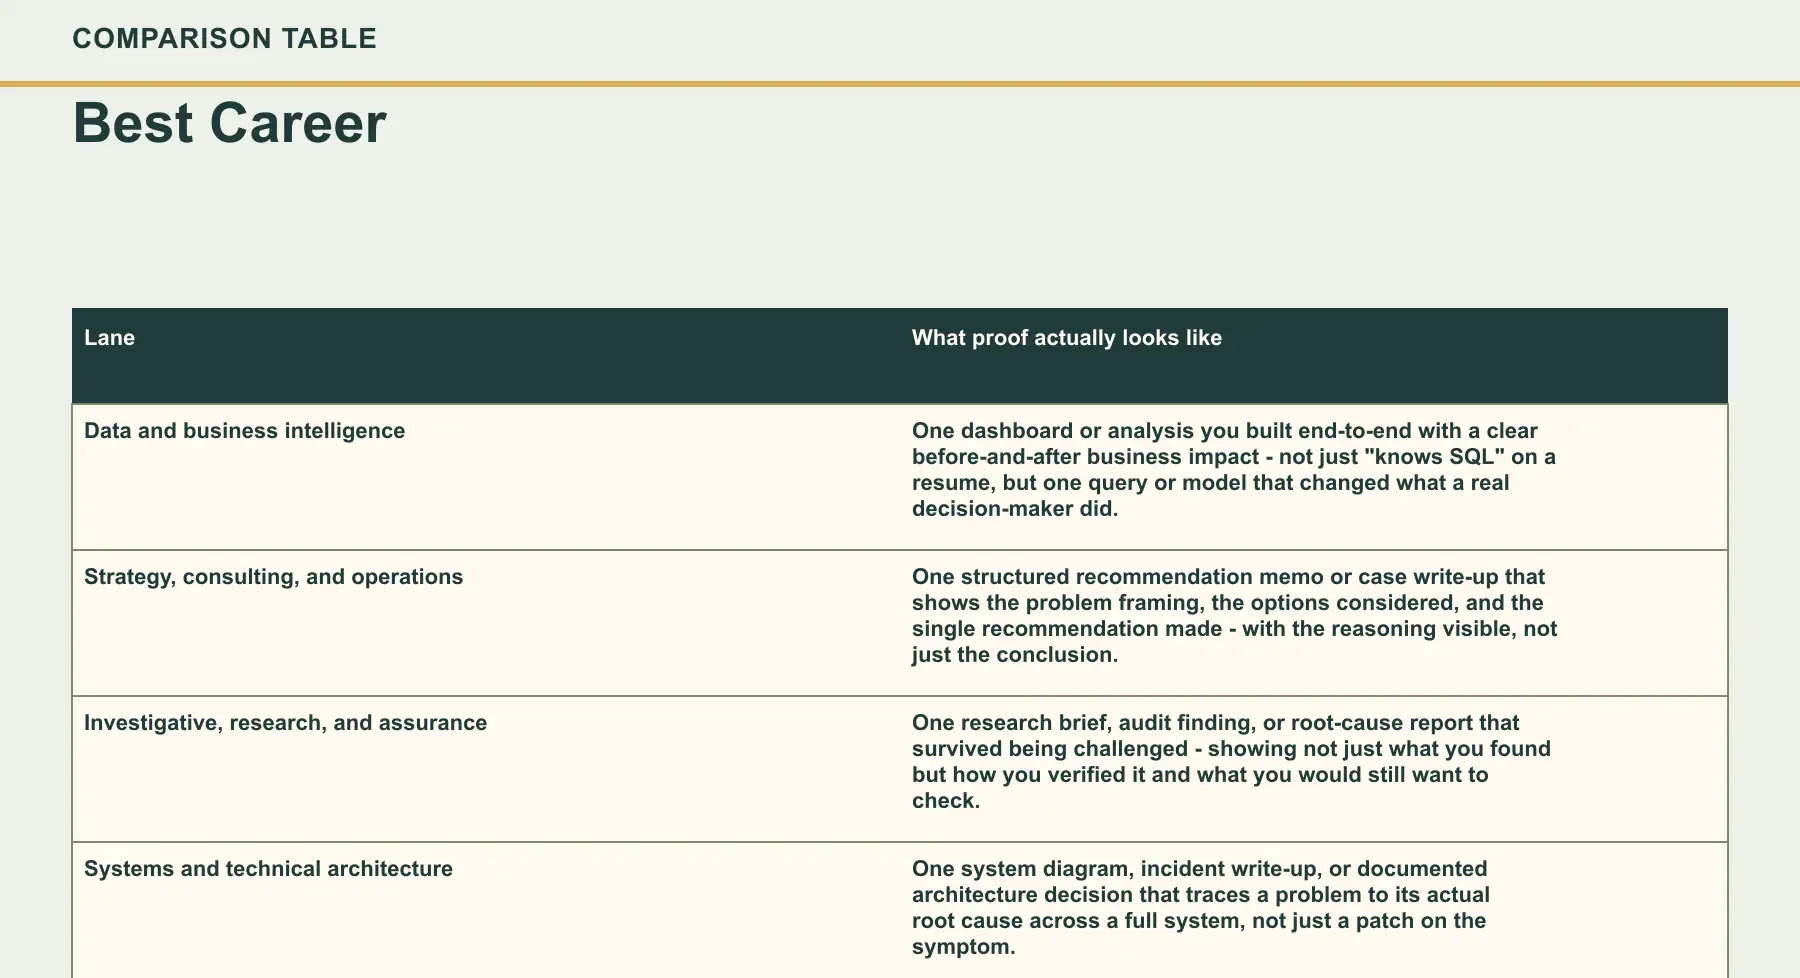 COMPARISON TABLE
Best Career
Lane
What proof actually looks like
Data and business intelligence
One dashboard or analysis you built end-to-end with a clear
before-and-after business impact - not just "knows SQL" on a
resume, but one query or model that changed what a real
decision-maker did.
Strategy, consulting, and operations
One structured recommendation memo or case write-up that
shows the problem framing, the options considered, and the
single recommendation made - with the reasoning visible, not
just the conclusion.
Investigative, research, and assurance
One research brief, audit finding, or root-cause report that
survived being challenged - showing not just what you found
but how you verified it and what you would still want to
check.
Systems and technical architecture
One system diagram, incident write-up, or documented
architecture decision that traces a problem to its actual
root cause across a full system, not just a patch on the
symptom.